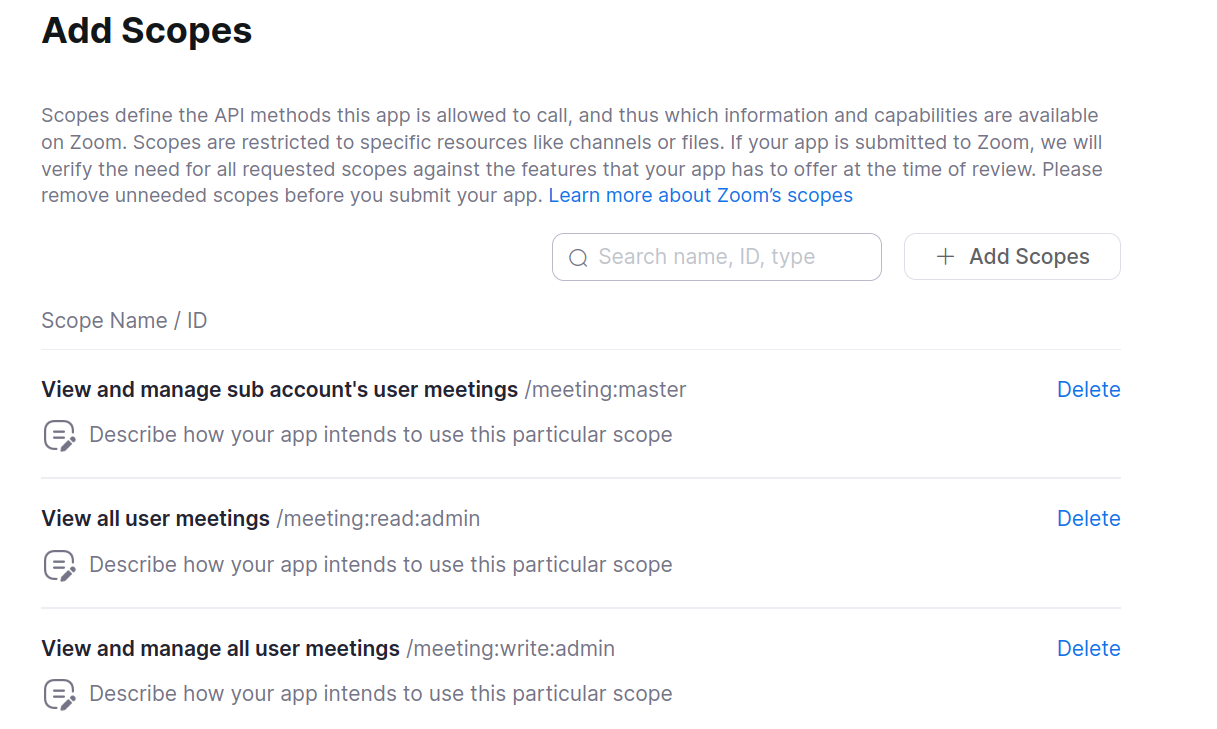 Add Scopes
Scopes define the API methods this app is allowed to call, and thus which information and capabilities are available
on Zoom. Scopes are restricted to specific resources like channels or files. If your app is submitted to Zoom, we will
verify the need for all requested scopes against the features that your app has to offer at the time of review. Please
remove unneeded scopes before you submit your app. Learn more about Zoom’s scopes
Search name, ID, type
+ Add Scopes
Scope Name / ID
View and manage sub account's user meetings /meeting:master
Delete
Describe how your app intends to use this particular scope
View all user meetings /meeting:read:admin
Delete
Describe how your app intends to use this particular scope
View and manage all user meetings /meeting:write:admin
Delete
Describe how your app intends to use this particular scope